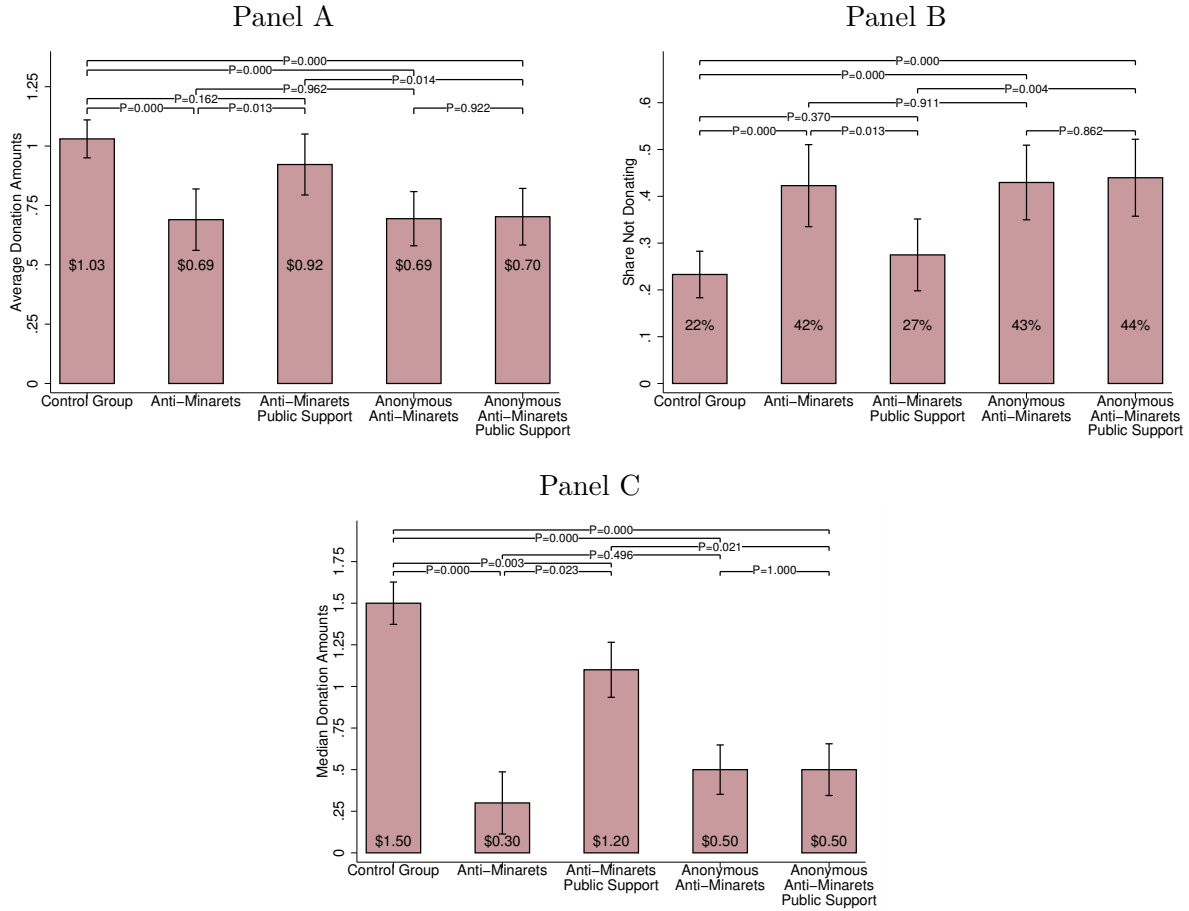 Panel A
Average Donation Amounts
1.25
1
.75
.5
.25
0
P=0.000
P=0.000
P=0.014
P=0.962
P=0.162
P=0.000
P=0.013
P=0.922
$1.03
$0.69
$0.92
$0.69
$0.70
Control Group
Anti−Minarets
Anti−Minarets
Public Support
Anonymous
Anti−Minarets
Anonymous
Anti−Minarets
Public Support
Panel B
Share Not Donating
.6
.5
.4
.3
.2
.1
0
P=0.000
P=0.000
P=0.004
P=0.911
P=0.370
P=0.000
P=0.013
P=0.862
22%
42%
27%
43%
44%
Control Group
Anti−Minarets
Anti−Minarets
Public Support
Anonymous
Anti−Minarets
Anonymous
Anti−Minarets
Public Support
Panel C
Median Donation Amounts
1.75
1.5
1.25
1
.75
.5
.25
0
P=0.000
P=0.000
P=0.021
P=0.496
P=0.003
P=0.000
P=0.023
P=1.000
$1.50
$0.30
$1.20
$0.50
$0.50
Control Group
Anti−Minarets
Anti−Minarets
Public Support
Anonymous
Anti−Minarets
Anonymous
Anti−Minarets
Public Support